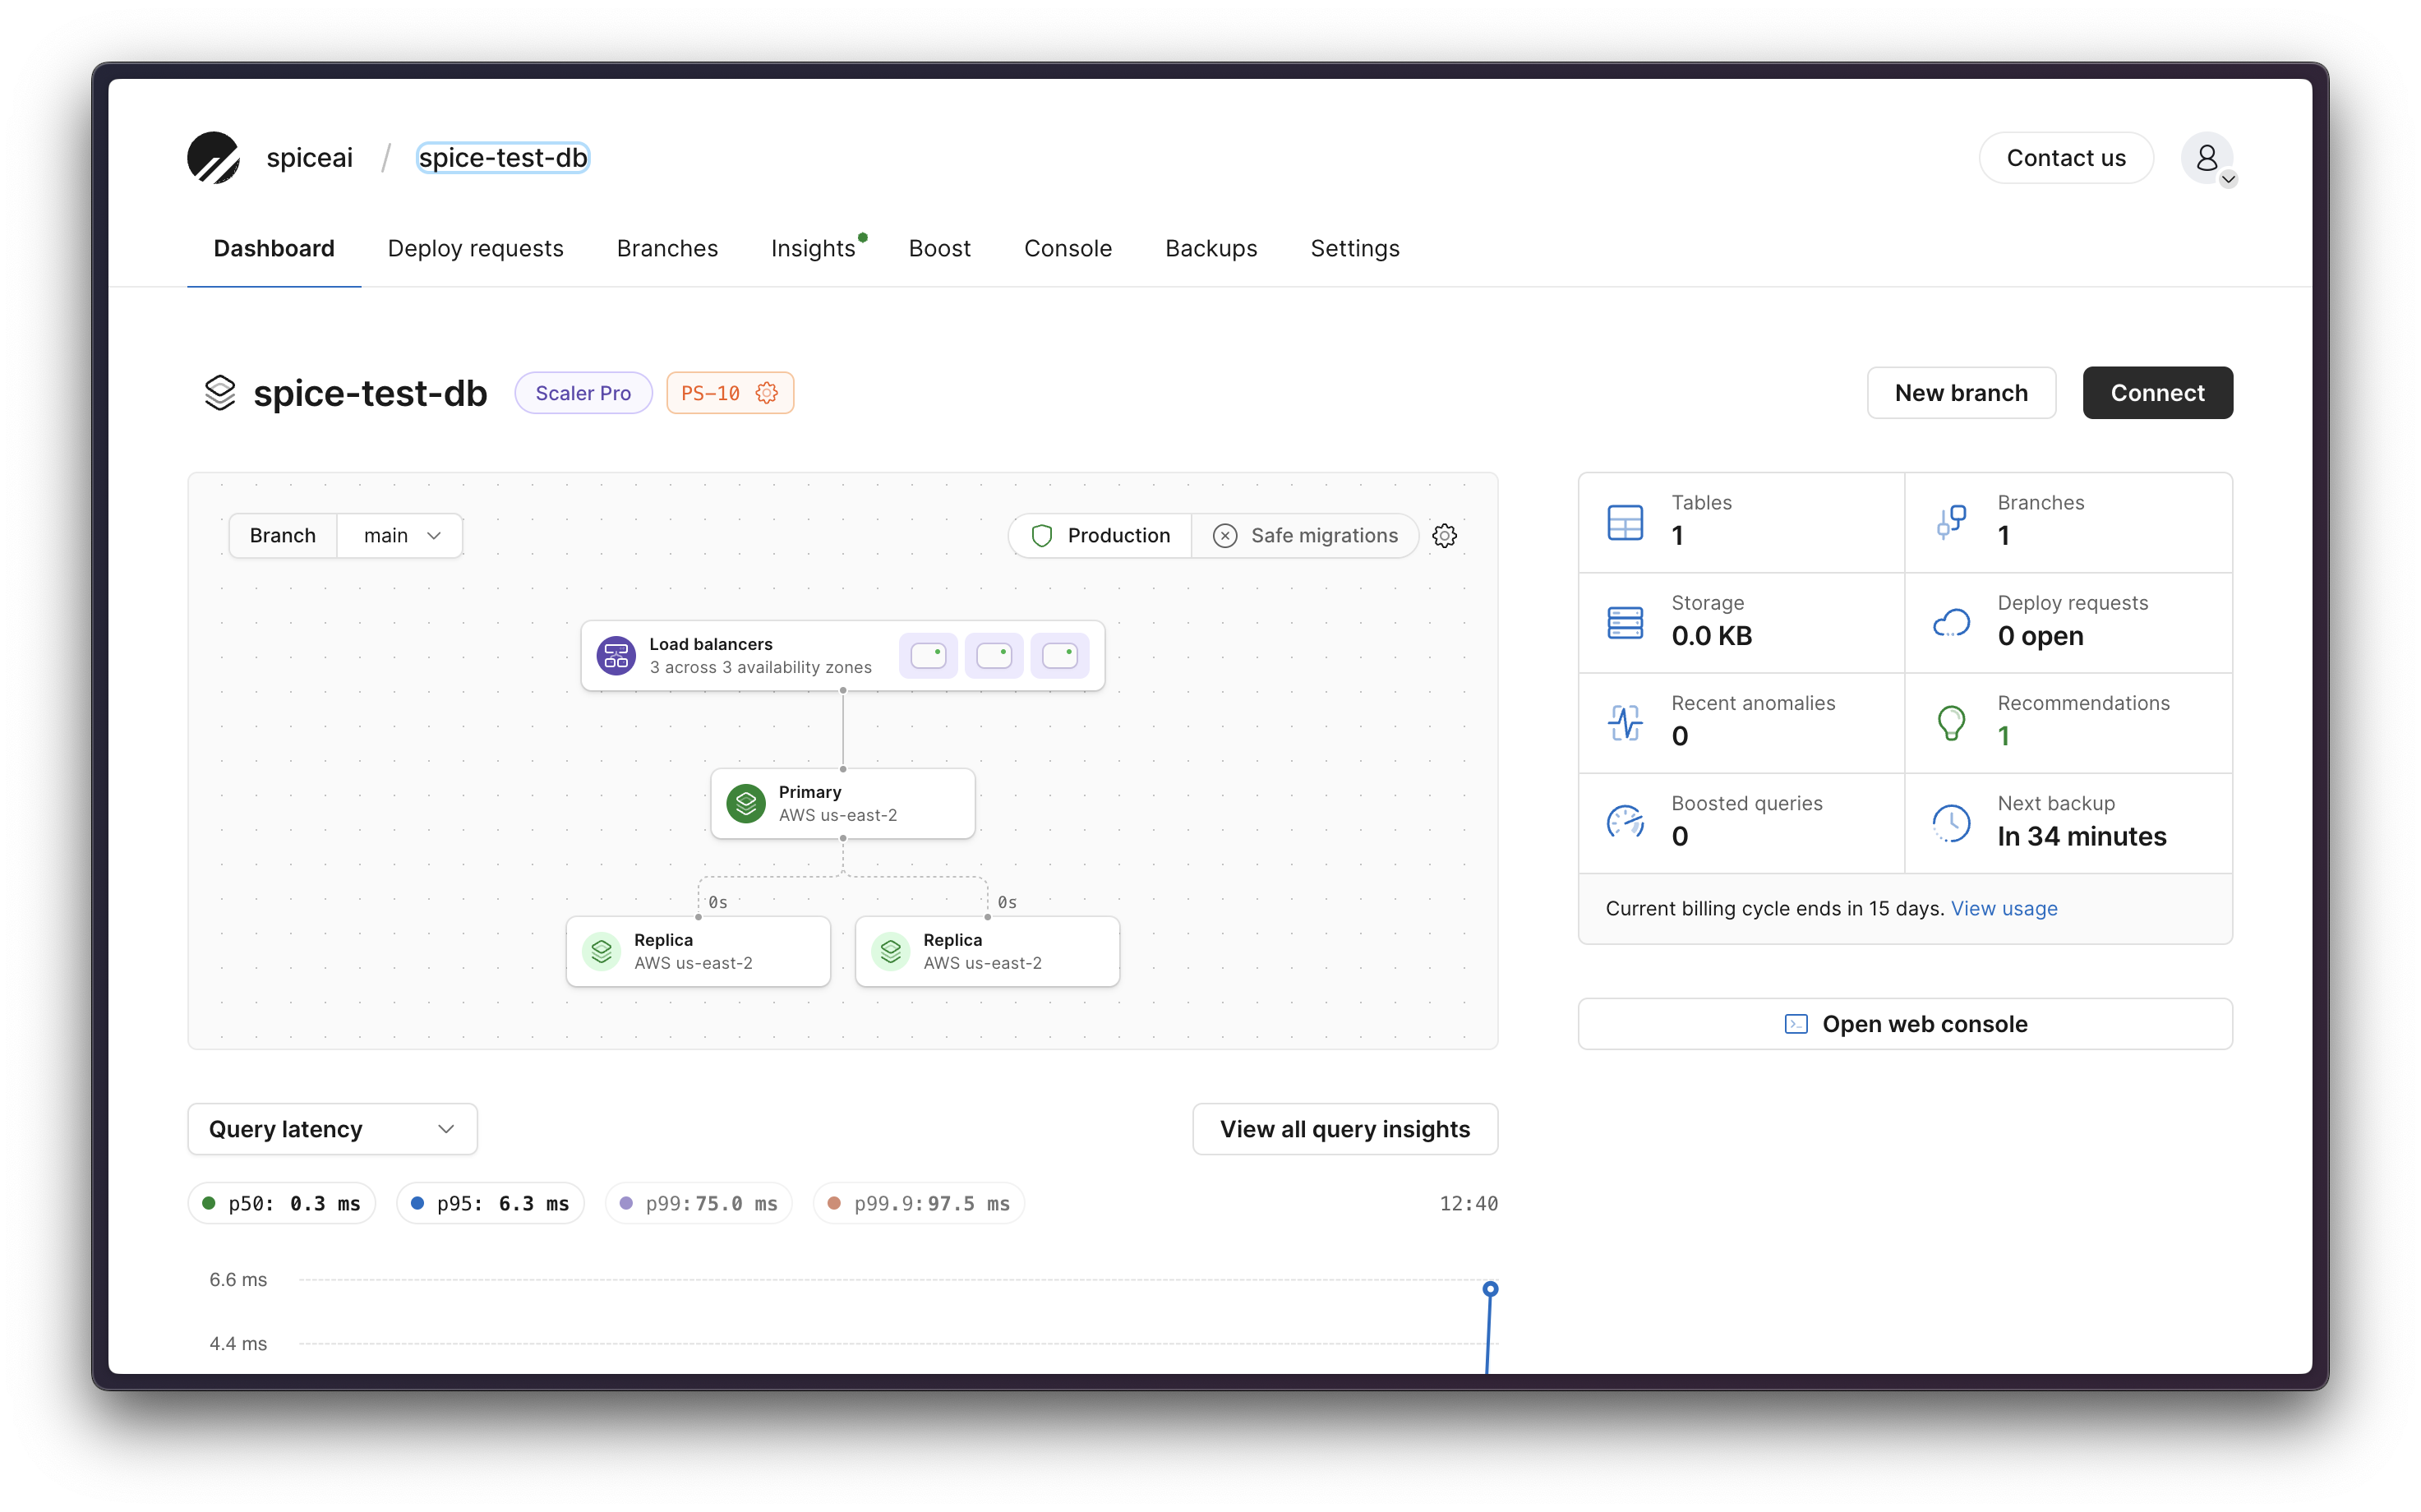 spiceai / spice-test-db
Contact us
Dashboard Deploy requests Branches Insights Boost Console Backups Settings
spice-test-db Scaler Pro PS-10
New branch Connect
Branch main
Production Safe migrations
Load balancers
3 across 3 availability zones
Primary
AWS us-east-2
0s 0s
Replica
AWS us-east-2
Replica
AWS us-east-2
Tables
1
Branches
1
Storage
0.0 KB
Deploy requests
0 open
Recent anomalies
0
Recommendations
1
Boosted queries
0
Next backup
In 34 minutes
Current billing cycle ends in 15 days. View usage
Open web console
Query latency
View all query insights
p50: 0.3 ms p95: 6.3 ms p99: 75.0 ms p99.9: 97.5 ms 12:40
6.6 ms
4.4 ms